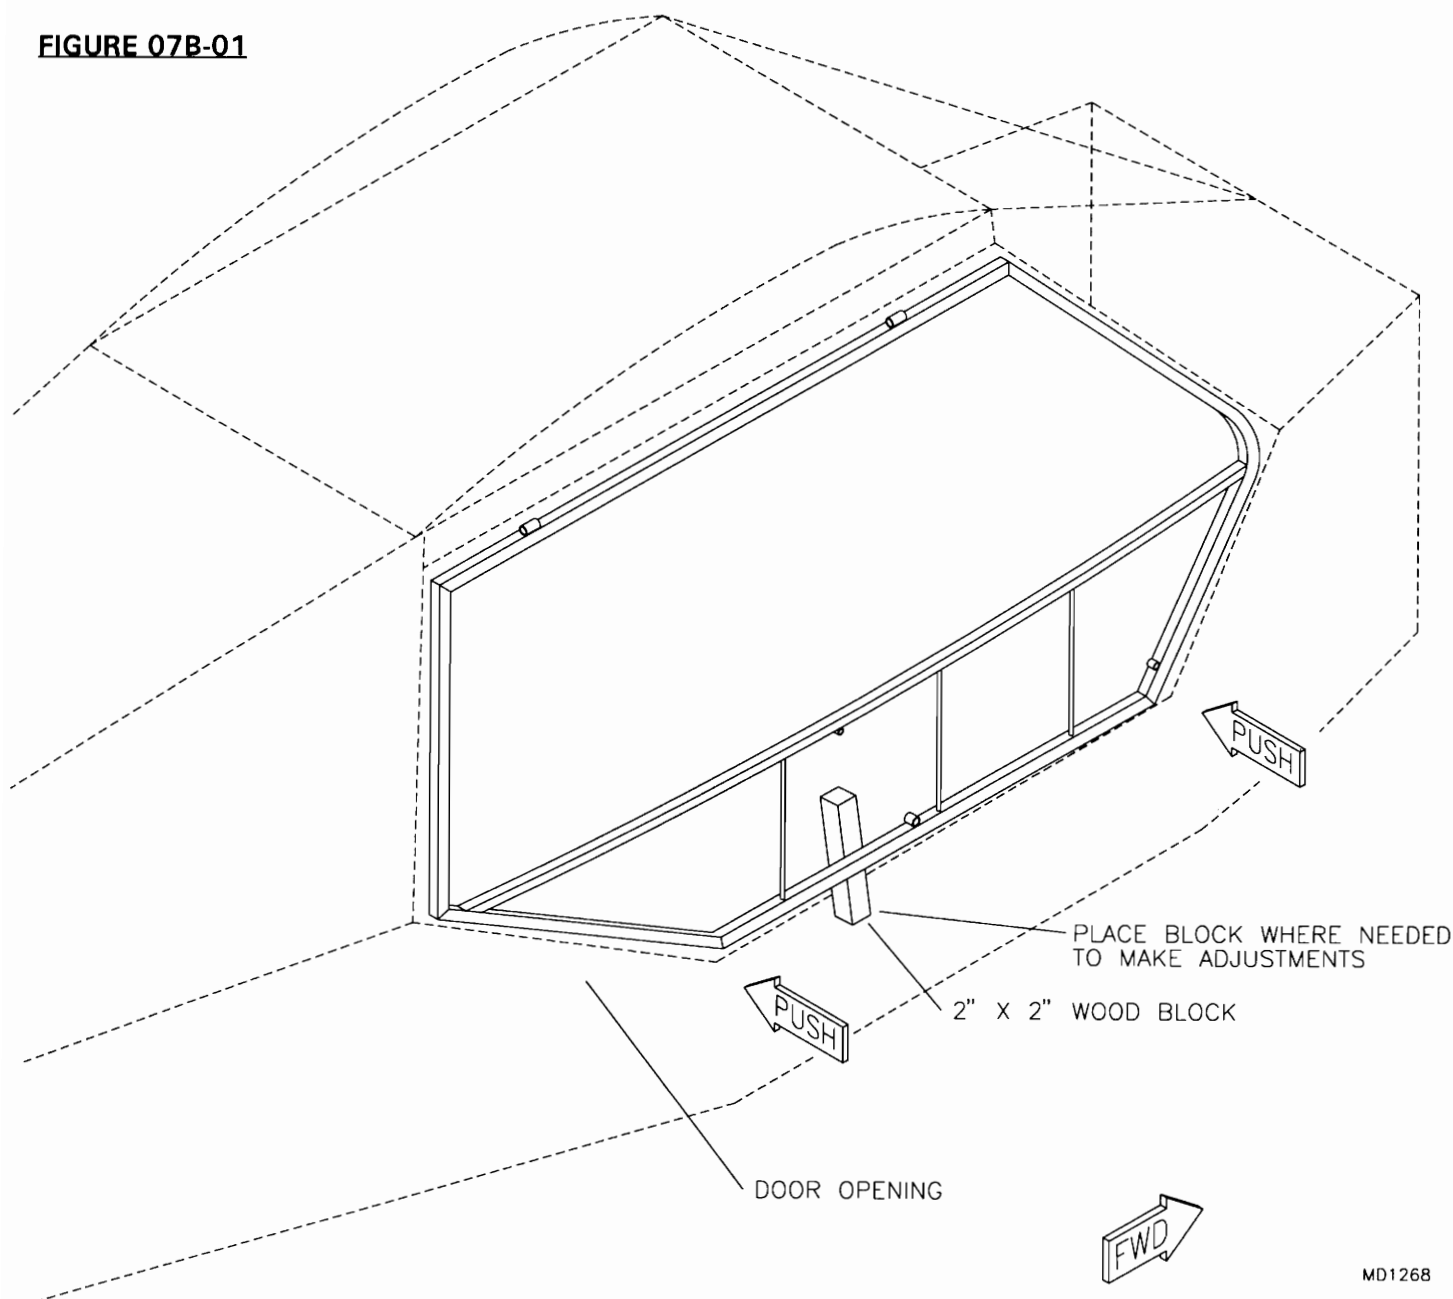 FIGURE 07B-01
PUSH
PLACE BLOCK WHERE NEEDED
TO MAKE ADJUSTMENTS
2" X 2" WOOD BLOCK
PUSH
DOOR OPENING
FWD
MD1268